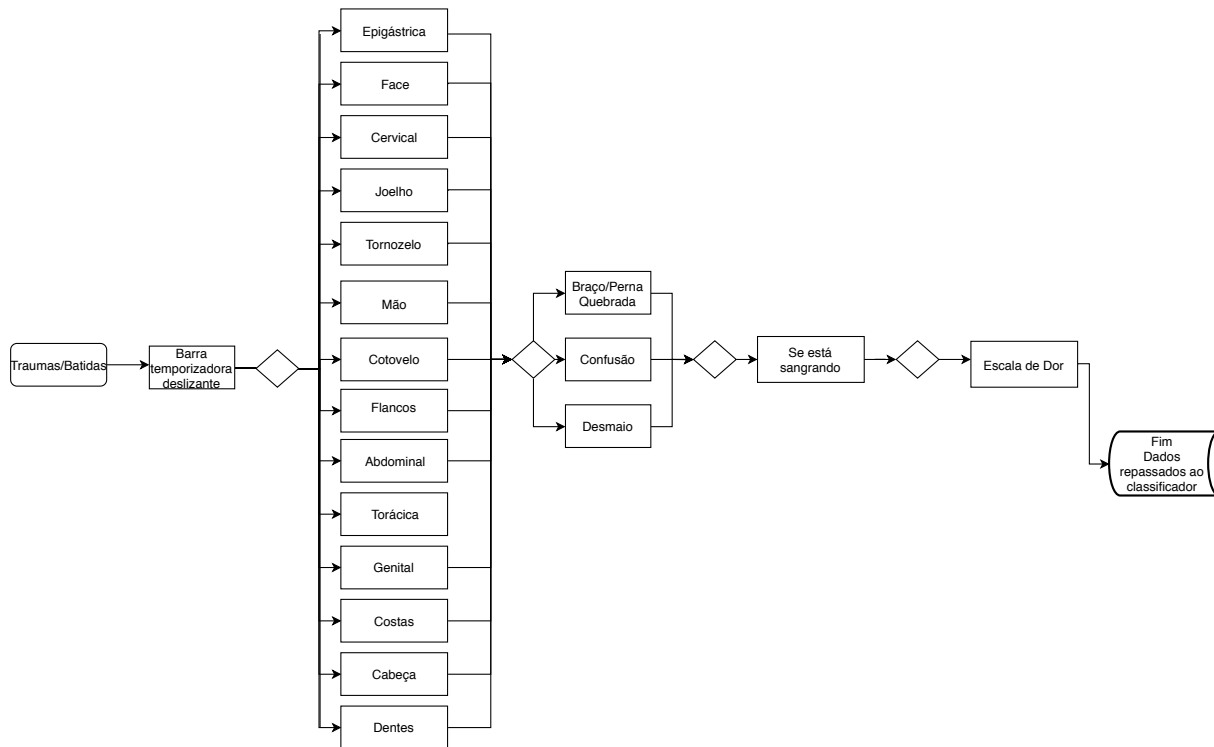 Traumas/Batidas
Barra
temporizadora
deslizante
Epigástrica
Face
Cervical
Joelho
Tornozelo
Mão
Cotovelo
Flancos
Abdominal
Torácica
Genital
Costas
Cabeça
Dentes
Braço/Perna
Quebrada
Confusão
Desmaio
Se está
sangrando
Escala de Dor
Fim
Dados
repassados ao
classificador